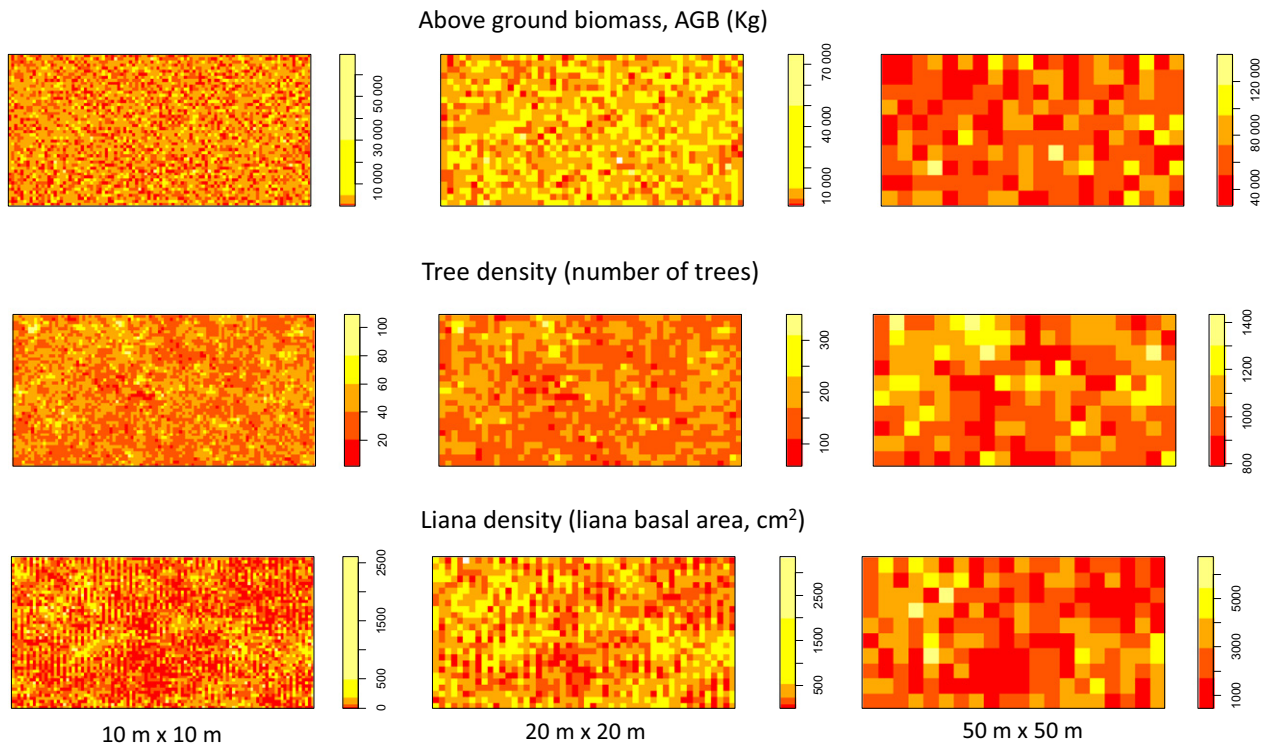 Above ground biomass, AGB (Kg)
10 000 30 000 50 000
10 000 40 000 70 000
40 000 80 000 120 000
Tree density (number of trees)
20 40 60 80 100
100 200 300
800 1000 1200 1400
Liana density (liana basal area, cm²)
0 500 1500 2500
500 1500 2500
1000 3000 5000
10 m x 10 m
20 m x 20 m
50 m x 50 m